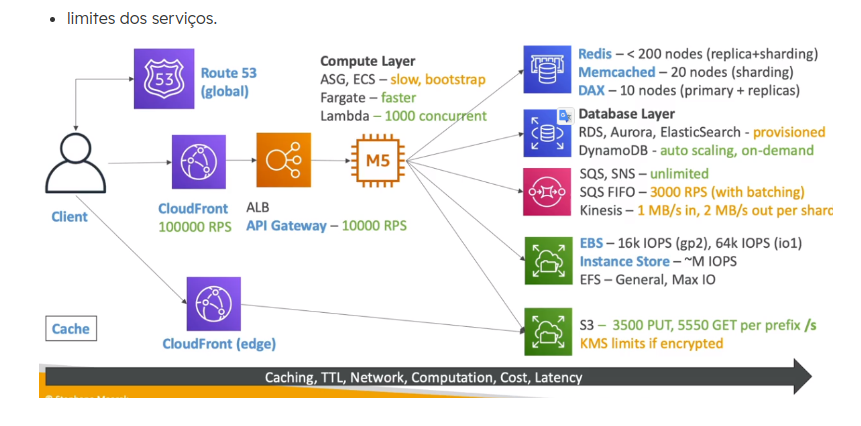 limites dos serviços.
Route 53
(global)
53
Compute Layer
ASG, ECS – slow, bootstrap
Fargate – faster
Lambda – 1000 concurrent
Redis – < 200 nodes (replica+sharding)
Memcached – 20 nodes (sharding)
DAX – 10 nodes (primary + replicas)
Database Layer
RDS, Aurora, ElasticSearch - provisioned
DynamoDB - auto scaling, on-demand
M5
SQS, SNS – unlimited
SQS FIFO – 3000 RPS (with batching)
Kinesis – 1 MB/s in, 2 MB/s out per shard
Client
CloudFront
100000 RPS
ALB
API Gateway – 10000 RPS
EBS – 16k IOPS (gp2), 64k IOPS (io1)
Instance Store – ~M IOPS
EFS – General, Max IO
Cache
CloudFront (edge)
S3 – 3500 PUT, 5550 GET per prefix /s
KMS limits if encrypted
Caching, TTL, Network, Computation, Cost, Latency